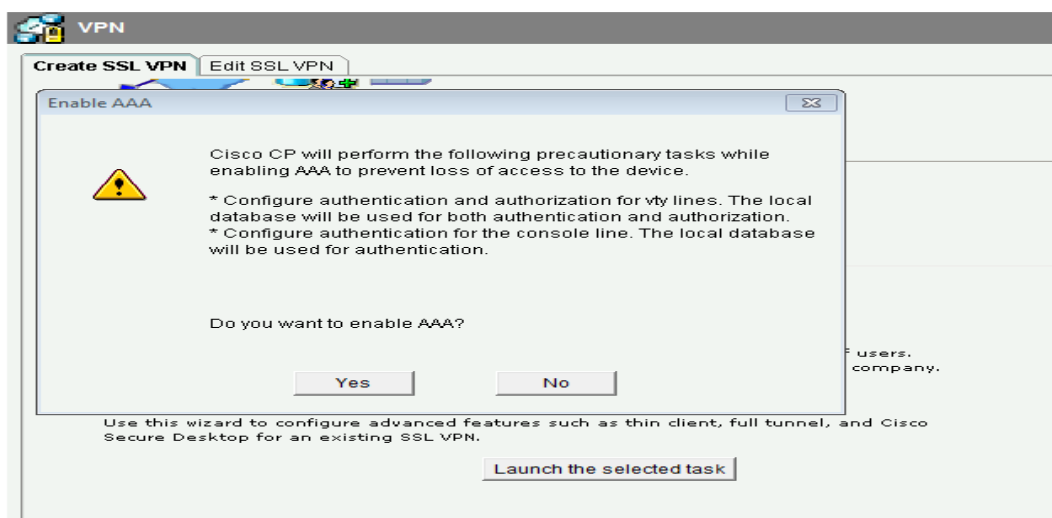 VPN
Create SSL VPN
Edit SSL VPN
Enable AAA
Cisco CP will perform the following precautionary tasks while
enabling AAA to prevent loss of access to the device.
* Configure authentication and authorization for vty lines. The local
database will be used for both authentication and authorization.
* Configure authentication for the console line. The local database
will be used for authentication.
Do you want to enable AAA?
users.
company.
Yes
No
Use this wizard to configure advanced features such as thin client, full tunnel, and Cisco
Secure Desktop for an existing SSL VPN.
Launch the selected task